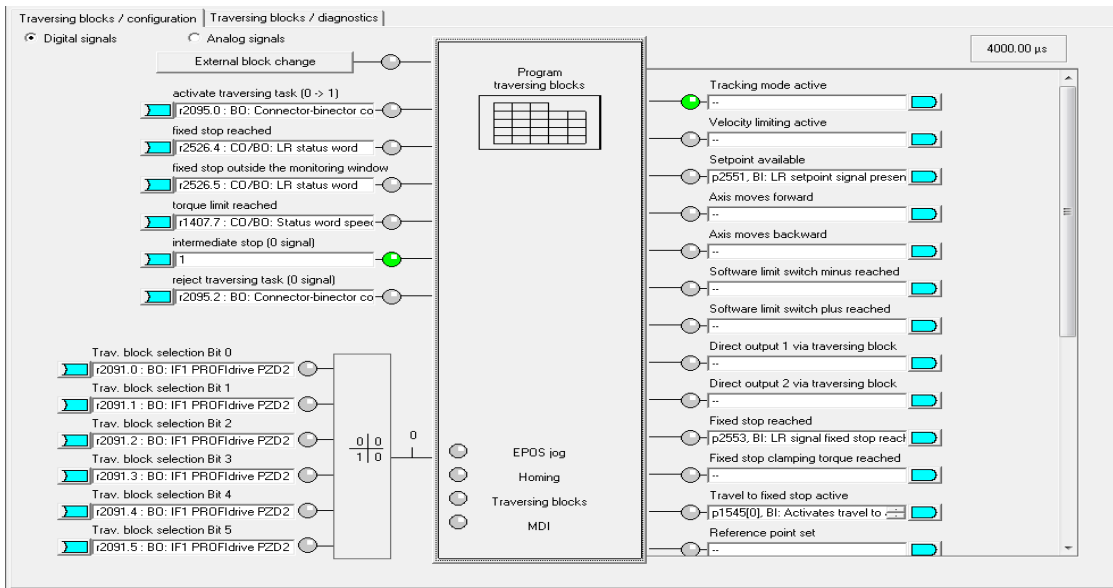 Traversing blocks / configuration
Traversing blocks / diagnostics
Digital signals
Analog signals
External block change
activate traversing task (0 -> 1)
r2095.0 : BO: Connector-binector co
fixed stop reached
r2526.4 : CO/BO: LR status word
fixed stop outside the monitoring window
r2526.5 : CO/BO: LR status word
torque limit reached
r1407.7 : CO/BO: Status word speec
intermediate stop (0 signal)
1
reject traversing task (0 signal)
r2095.2 : BO: Connector-binector co
Trav. block selection Bit 0
r2091.0 : BO: IF1 PROFIdrive PZD2
Trav. block selection Bit 1
r2091.1 : BO: IF1 PROFIdrive PZD2
Trav. block selection Bit 2
r2091.2 : BO: IF1 PROFIdrive PZD2
Trav. block selection Bit 3
r2091.3 : BO: IF1 PROFIdrive PZD2
Trav. block selection Bit 4
r2091.4 : BO: IF1 PROFIdrive PZD2
Trav. block selection Bit 5
r2091.5 : BO: IF1 PROFIdrive PZD2
0 0
1 0
0
Program
traversing blocks
EPOS jog
Homing
Traversing blocks
MDI
4000.00 µs
Tracking mode active
--
Velocity limiting active
--
Setpoint available
p2551, BI: LR setpoint signal presen
Axis moves forward
--
Axis moves backward
--
Software limit switch minus reached
--
Software limit switch plus reached
--
Direct output 1 via traversing block
--
Direct output 2 via traversing block
--
Fixed stop reached
p2553, BI: LR signal fixed stop reach
Fixed stop clamping torque reached
--
Travel to fixed stop active
p1545[0], BI: Activates travel to
Reference point set
--